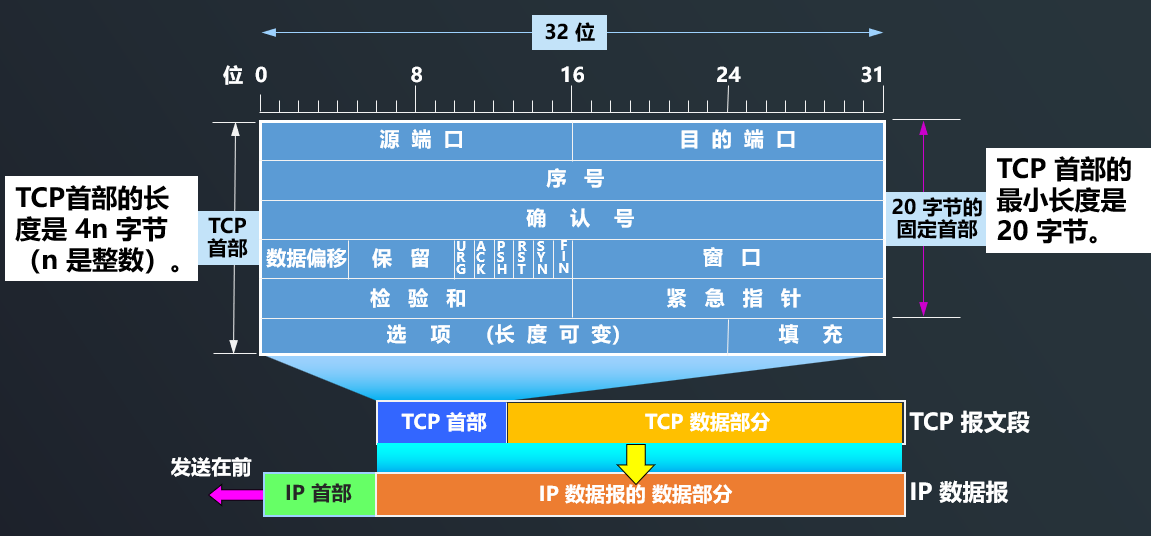 32 位
位 0 8 16 24 31
源 端 口 目 的 端 口
序 号
确 认 号
数据偏移 保 留 URG ACK PSH RST SYN FIN 窗 口
检 验 和 紧 急 指 针
选 项 (长 度 可 变) 填 充
TCP首部的长
度是 4n 字节
（n 是整数）。
TCP
首部
20 字节的
固定首部
TCP 首部的
最小长度是
20 字节。
TCP 首部 TCP 数据部分 TCP 报文段
发送在前
IP 首部 IP 数据报的 数据部分 IP 数据报